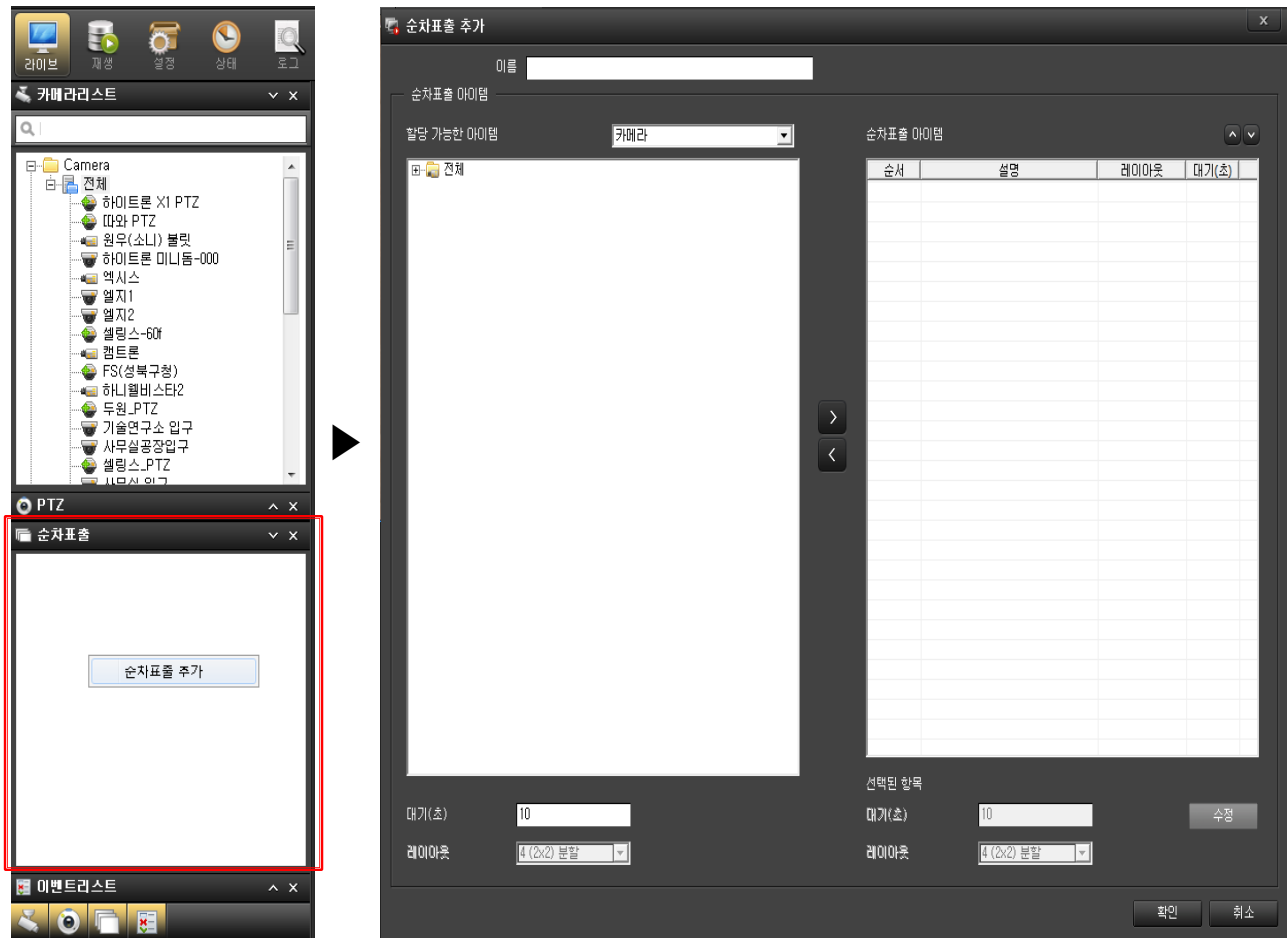 라이브 재생 설정 상태 로그
카메라리스트
Camera
전체
하이트론 X1 PTZ
따와 PTZ
원우(소니) 불릿
하이트론 미니돔-000
엑시스
엘지1
엘지2
셀링스-60f
캠트론
FS(성북구청)
하니웰비스타2
두원_PTZ
기술연구소 입구
사무실공장입구
셀링스_PTZ
사무실 입구
PTZ
순차표출
순차표출 추가
이벤트리스트
순차표출 추가
이름
순차표출 아이템
할당 가능한 아이템 카메라
전체
대기(초) 10
레이아웃 4 (2x2) 분할
순차표출 아이템
순서 설명 레이아웃 대기(초)
선택된 항목
대기(초) 10 수정
레이아웃 4 (2x2) 분할
확인 취소